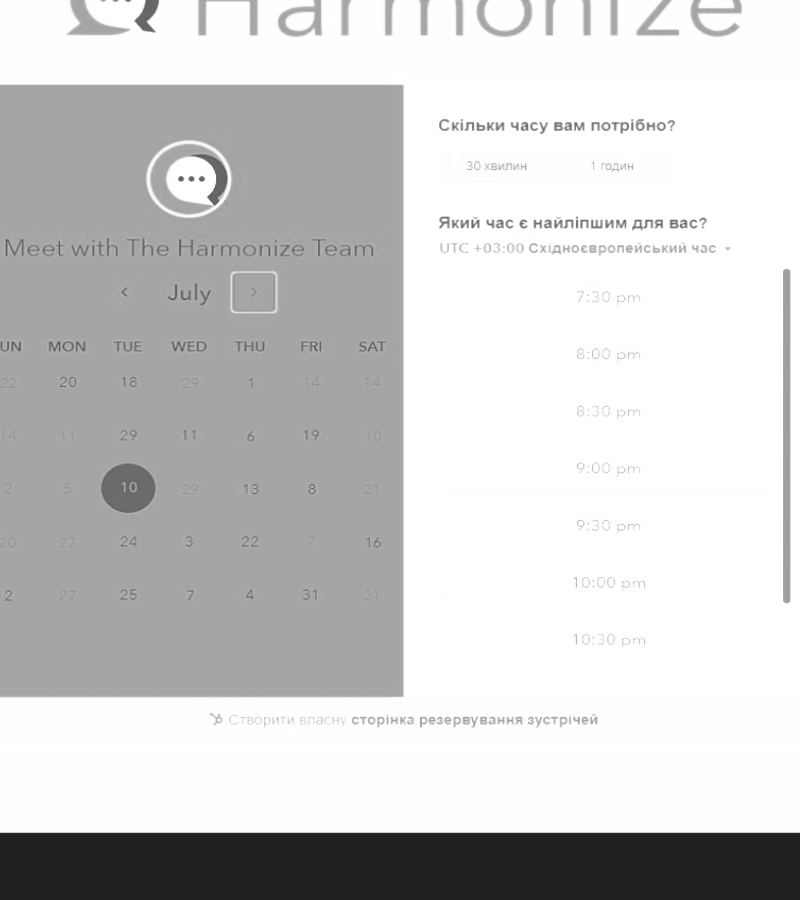 Harmonize
Meet with The Harmonize Team
July
UN MON TUE WED THU FRI SAT
22 20 18 29 1 14 14
14 11 29 11 6 19 10
2 5 10 29 13 8 21
20 27 24 3 22 7 16
2 27 25 7 4 31 21
Скільки часу вам потрібно?
30 хвилин 1 годин
Який час є найліпшим для вас?
UTC +03:00 Східноєвропейський час
7:30 pm
8:00 pm
8:30 pm
9:00 pm
9:30 pm
10:00 pm
10:30 pm
Створити власну сторінка резервування зустрічей